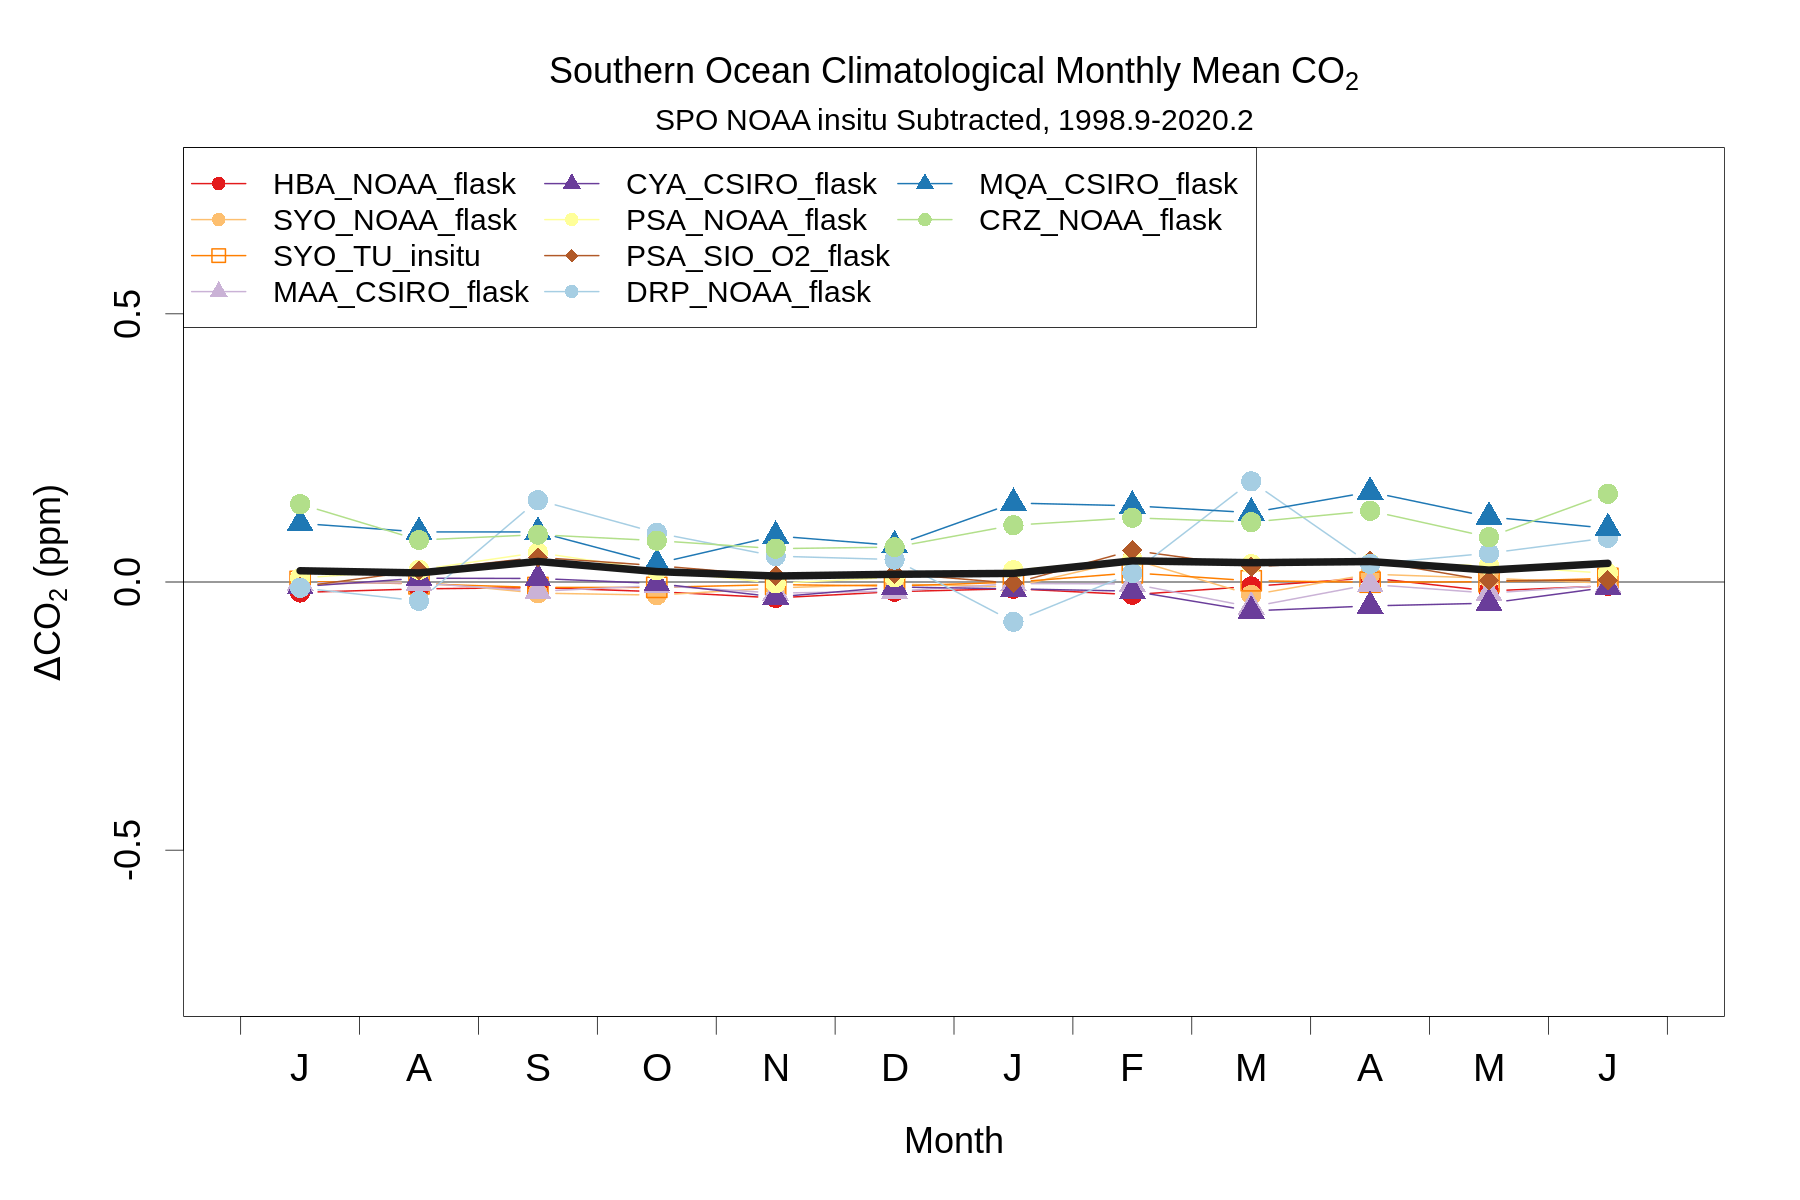 Southern Ocean Climatological Monthly Mean CO₂
SPO NOAA insitu Subtracted, 1998.9-2020.2
HBA_NOAA_flask
SYO_NOAA_flask
SYO_TU_insitu
MAA_CSIRO_flask
CYA_CSIRO_flask
PSA_NOAA_flask
PSA_SIO_O2_flask
DRP_NOAA_flask
MQA_CSIRO_flask
CRZ_NOAA_flask
ΔCO₂ (ppm)
0.5
0.0
-0.5
J A S O N D J F M A M J
Month